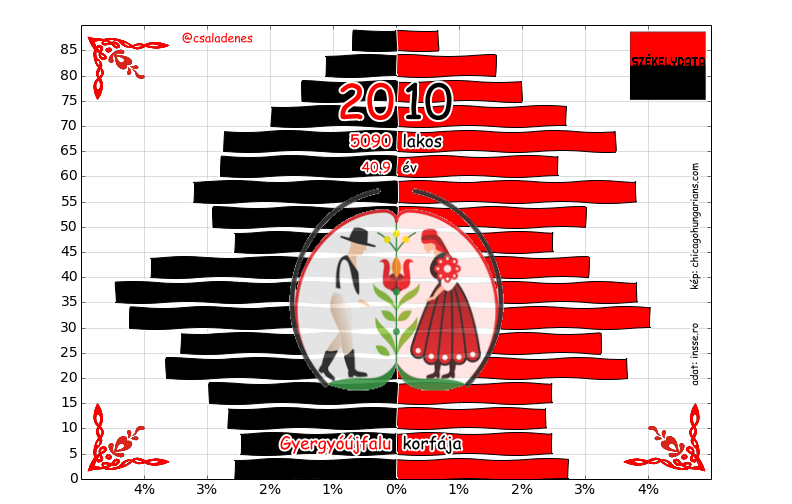 @csaladenes
SZÉKELYDATA
85
80
75
70
65
60
55
50
45
40
35
30
25
20
15
10
5
0
2010
5090 lakos
40.9 év
kép: chicagohungarians.com
adat: insse.ro
Gyergyóújfalu korfája
4% 3% 2% 1% 0% 1% 2% 3% 4%